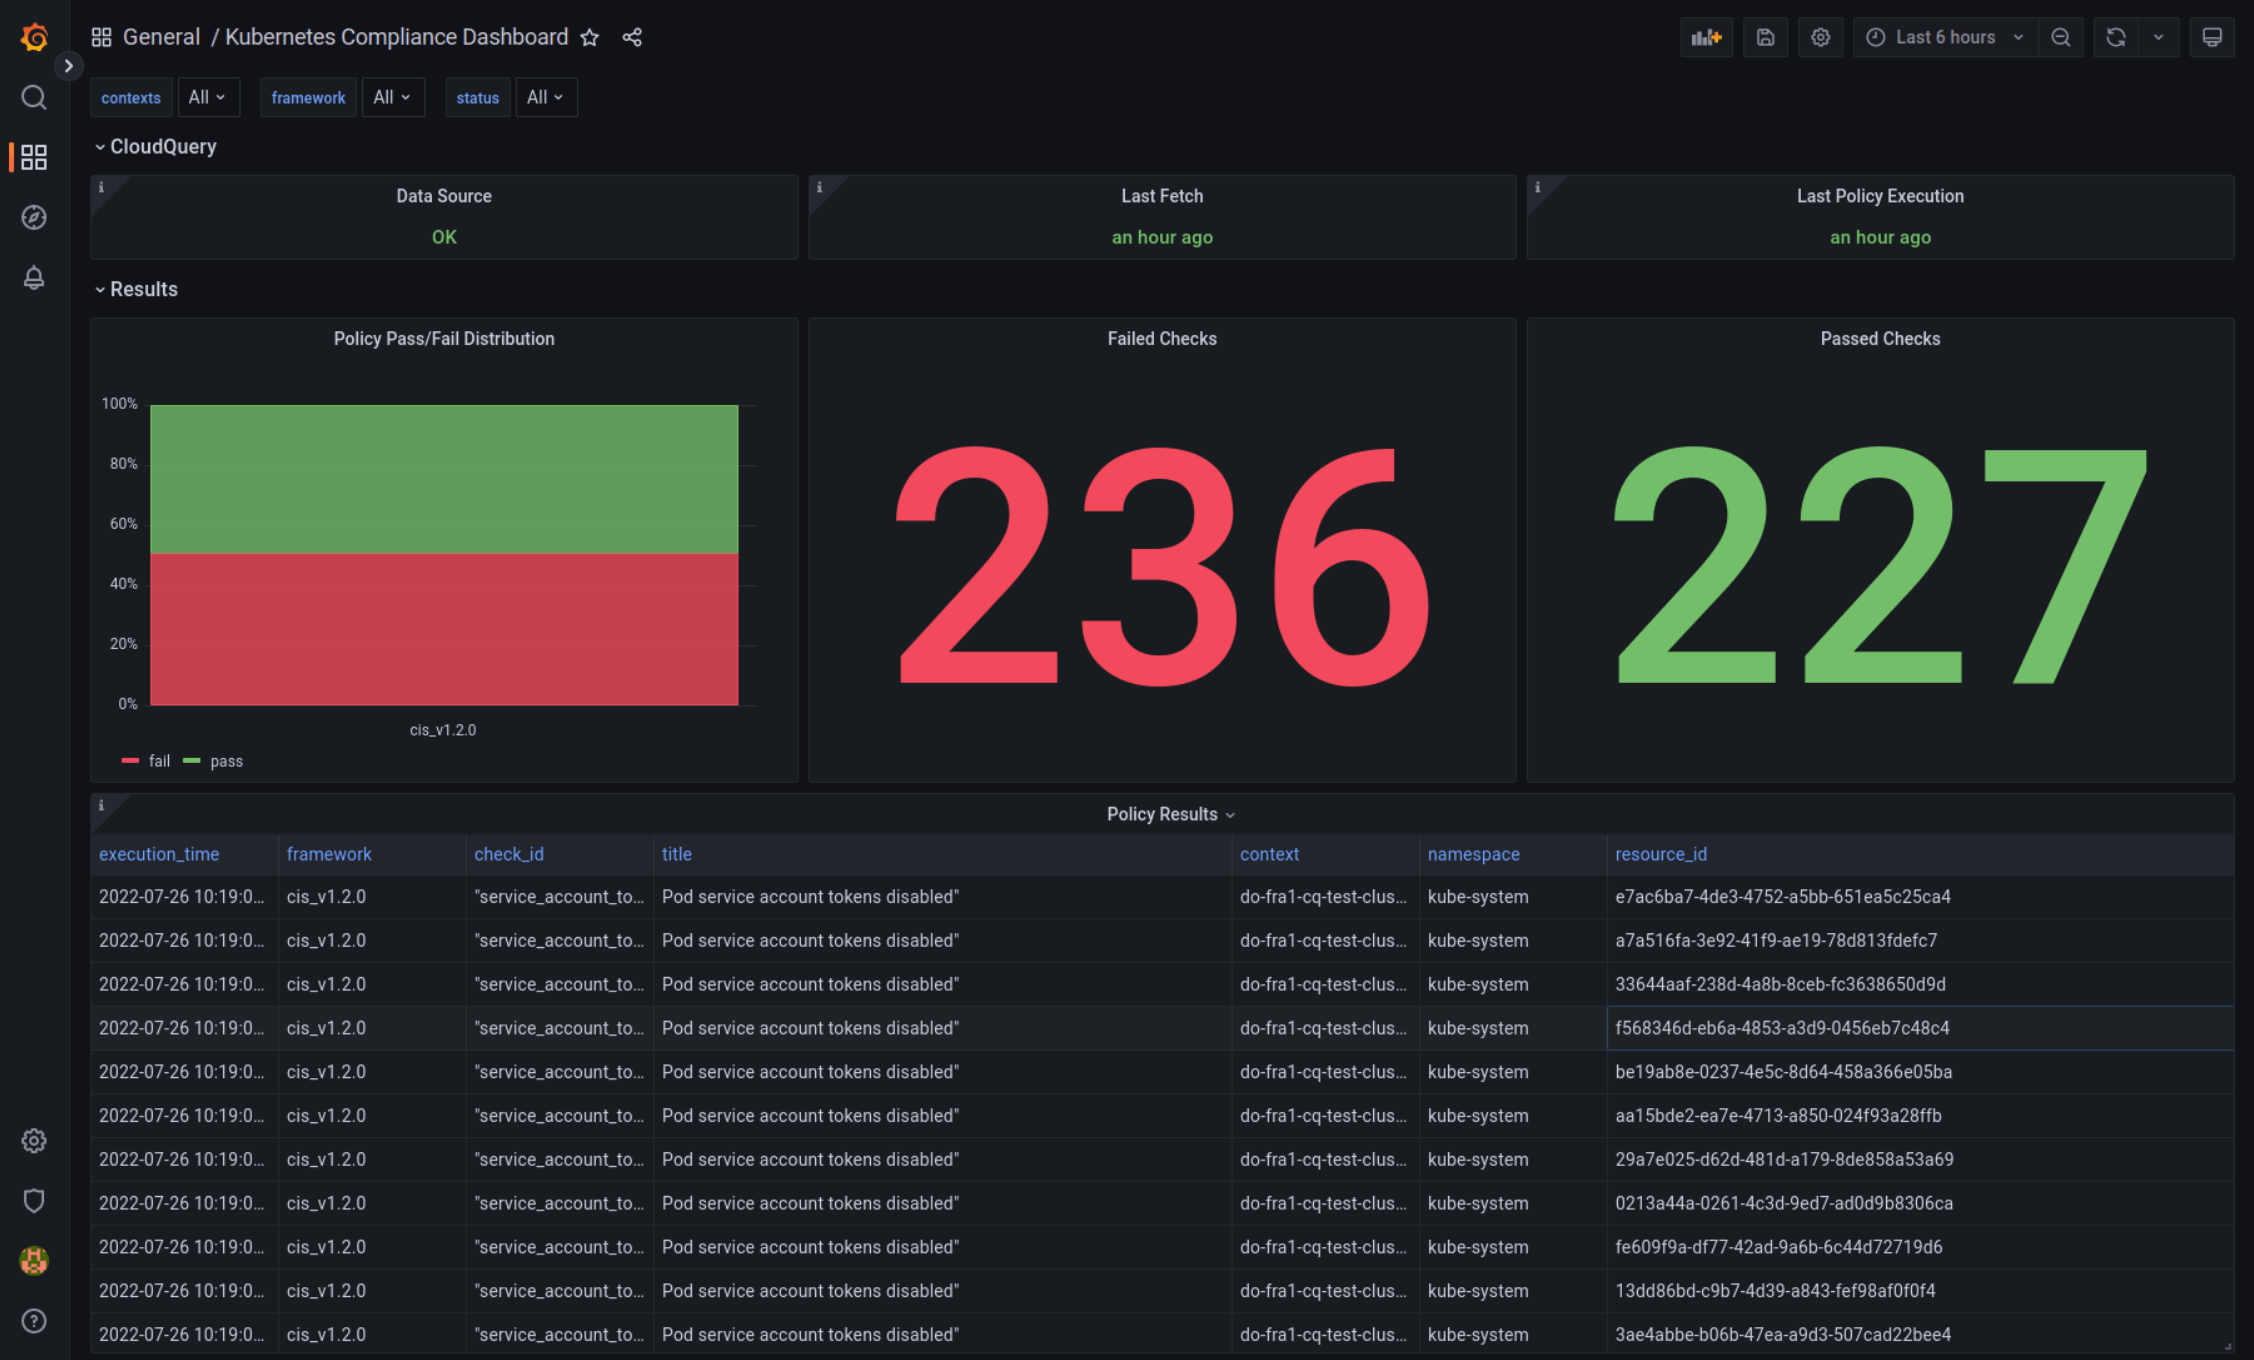 General / Kubernetes Compliance Dashboard
Last 6 hours
contexts All framework All status All
CloudQuery
Data Source
OK
Last Fetch
an hour ago
Last Policy Execution
an hour ago
Results
Policy Pass/Fail Distribution
100%
80%
60%
40%
20%
0%
cis_v1.2.0
fail pass
Failed Checks
236
Passed Checks
227
Policy Results
execution_time framework check_id title context namespace resource_id
2022-07-26 10:19:0... cis_v1.2.0 "service_account_to... Pod service account tokens disabled" do-fra1-cq-test-clus... kube-system e7ac6ba7-4de3-4752-a5bb-651ea5c25ca4
2022-07-26 10:19:0... cis_v1.2.0 "service_account_to... Pod service account tokens disabled" do-fra1-cq-test-clus... kube-system a7a516fa-3e92-41f9-ae19-78d813fdefc7
2022-07-26 10:19:0... cis_v1.2.0 "service_account_to... Pod service account tokens disabled" do-fra1-cq-test-clus... kube-system 33644aaf-238d-4a8b-8ceb-fc3638650d9d
2022-07-26 10:19:0... cis_v1.2.0 "service_account_to... Pod service account tokens disabled" do-fra1-cq-test-clus... kube-system f568346d-eb6a-4853-a3d9-0456eb7c48c4
2022-07-26 10:19:0... cis_v1.2.0 "service_account_to... Pod service account tokens disabled" do-fra1-cq-test-clus... kube-system be19ab8e-0237-4e5c-8d64-458a366e05ba
2022-07-26 10:19:0... cis_v1.2.0 "service_account_to... Pod service account tokens disabled" do-fra1-cq-test-clus... kube-system aa15bde2-ea7e-4713-a850-024f93a28ffb
2022-07-26 10:19:0... cis_v1.2.0 "service_account_to... Pod service account tokens disabled" do-fra1-cq-test-clus... kube-system 29a7e025-d62d-481d-a179-8de858a53a69
2022-07-26 10:19:0... cis_v1.2.0 "service_account_to... Pod service account tokens disabled" do-fra1-cq-test-clus... kube-system 0213a44a-0261-4c3d-9ed7-ad0d9b8306ca
2022-07-26 10:19:0... cis_v1.2.0 "service_account_to... Pod service account tokens disabled" do-fra1-cq-test-clus... kube-system fe609f9a-df77-42ad-9a6b-6c44d72719d6
2022-07-26 10:19:0... cis_v1.2.0 "service_account_to... Pod service account tokens disabled" do-fra1-cq-test-clus... kube-system 13dd86bd-c9b7-4d39-a843-fef98af0f0f4
2022-07-26 10:19:0... cis_v1.2.0 "service_account_to... Pod service account tokens disabled" do-fra1-cq-test-clus... kube-system 3ae4abbe-b06b-47ea-a9d3-507cad22bee4